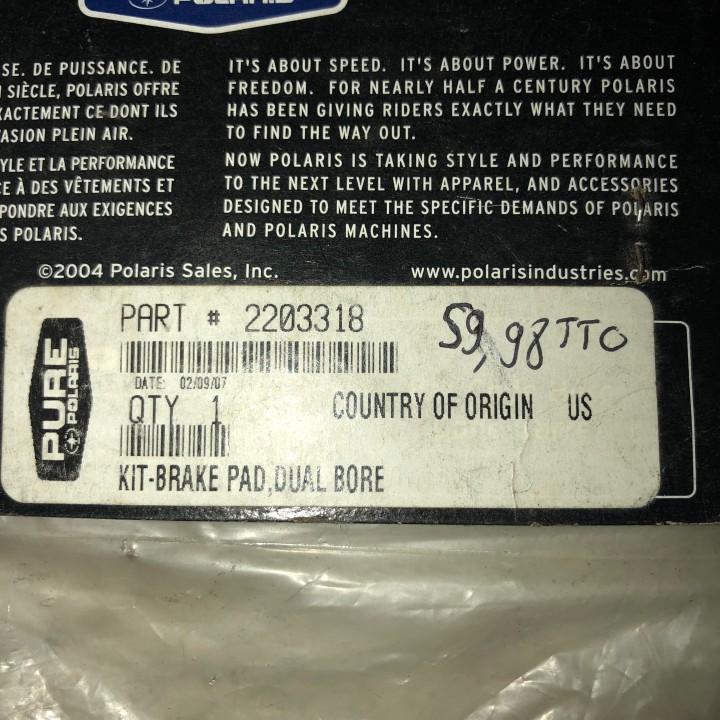 POLARIS
SE. DE PUISSANCE. DE
SIÈCLE, POLARIS OFFRE
XACTEMENT CE DONT ILS
ASION PLEIN AIR.
YLE ET LA PERFORMANCE
E À DES VÊTEMENTS ET
PONDRE AUX EXIGENCES
S POLARIS.
IT'S ABOUT SPEED. IT'S ABOUT POWER. IT'S ABOUT
FREEDOM. FOR NEARLY HALF A CENTURY POLARIS
HAS BEEN GIVING RIDERS EXACTLY WHAT THEY NEED
TO FIND THE WAY OUT.
NOW POLARIS IS TAKING STYLE AND PERFORMANCE
TO THE NEXT LEVEL WITH APPAREL, AND ACCESSORIES
DESIGNED TO MEET THE SPECIFIC DEMANDS OF POLARIS
AND POLARIS MACHINES.
©2004 Polaris Sales, Inc.
www.polarisindustries.com
PURE
POLARIS
PART # 2203318
59,98 TTC
DATE: 02/09/07
QTY 1
COUNTRY OF ORIGIN US
KIT-BRAKE PAD,DUAL BORE